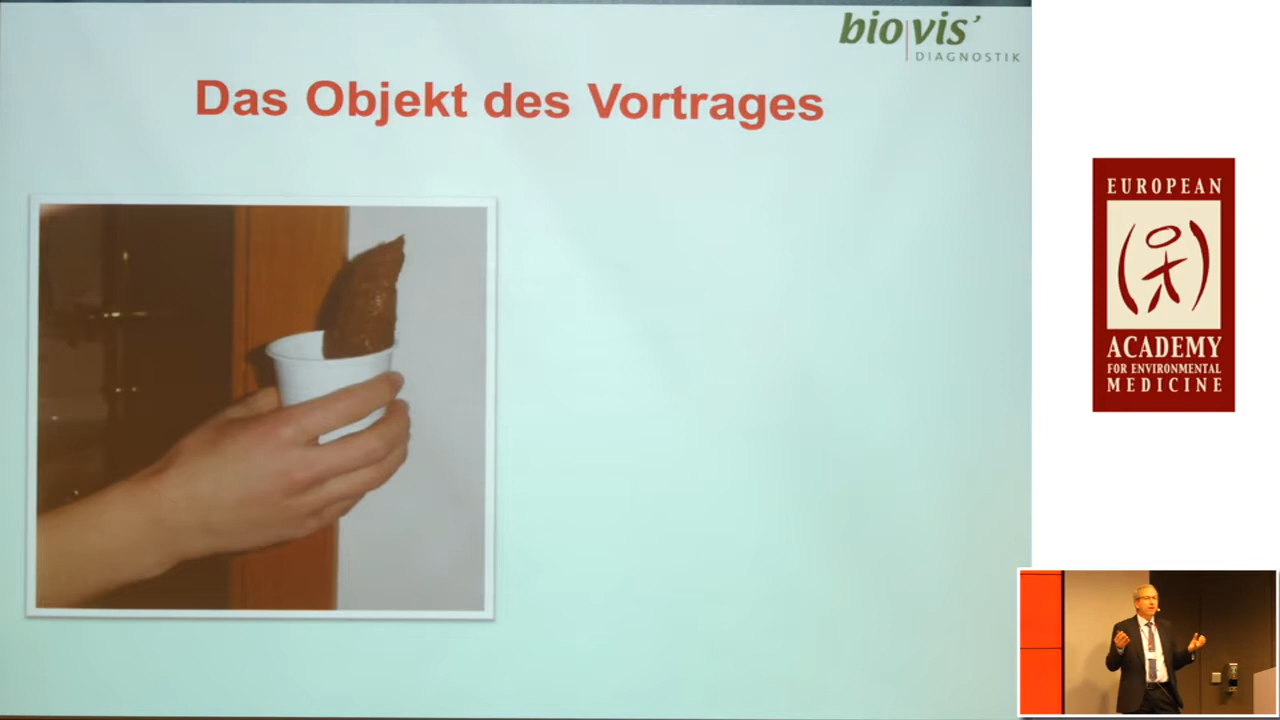 bio vis’
DIAGNOSTIK
Das Objekt des Vortrages
EUROPEAN
ACADEMY
FOR ENVIRONMENTAL
MEDICINE